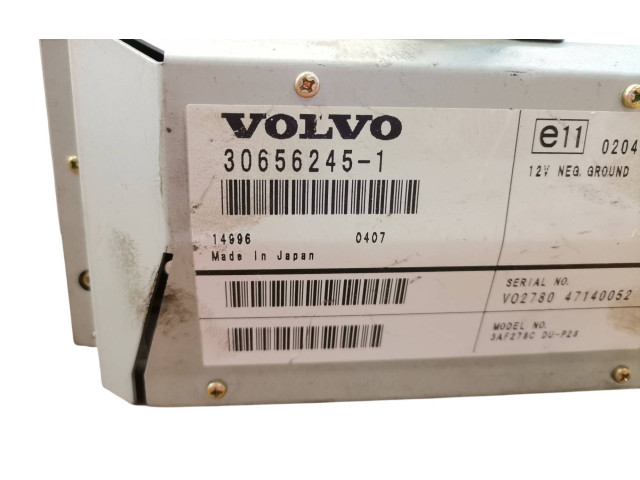 VOLVO
30656245-1
14996 0407
Made in Japan
e11 0204
12V NEG. GROUND
SERIAL NO.
VO2780 47140052
MODEL NO.
3AF278C DU-P28